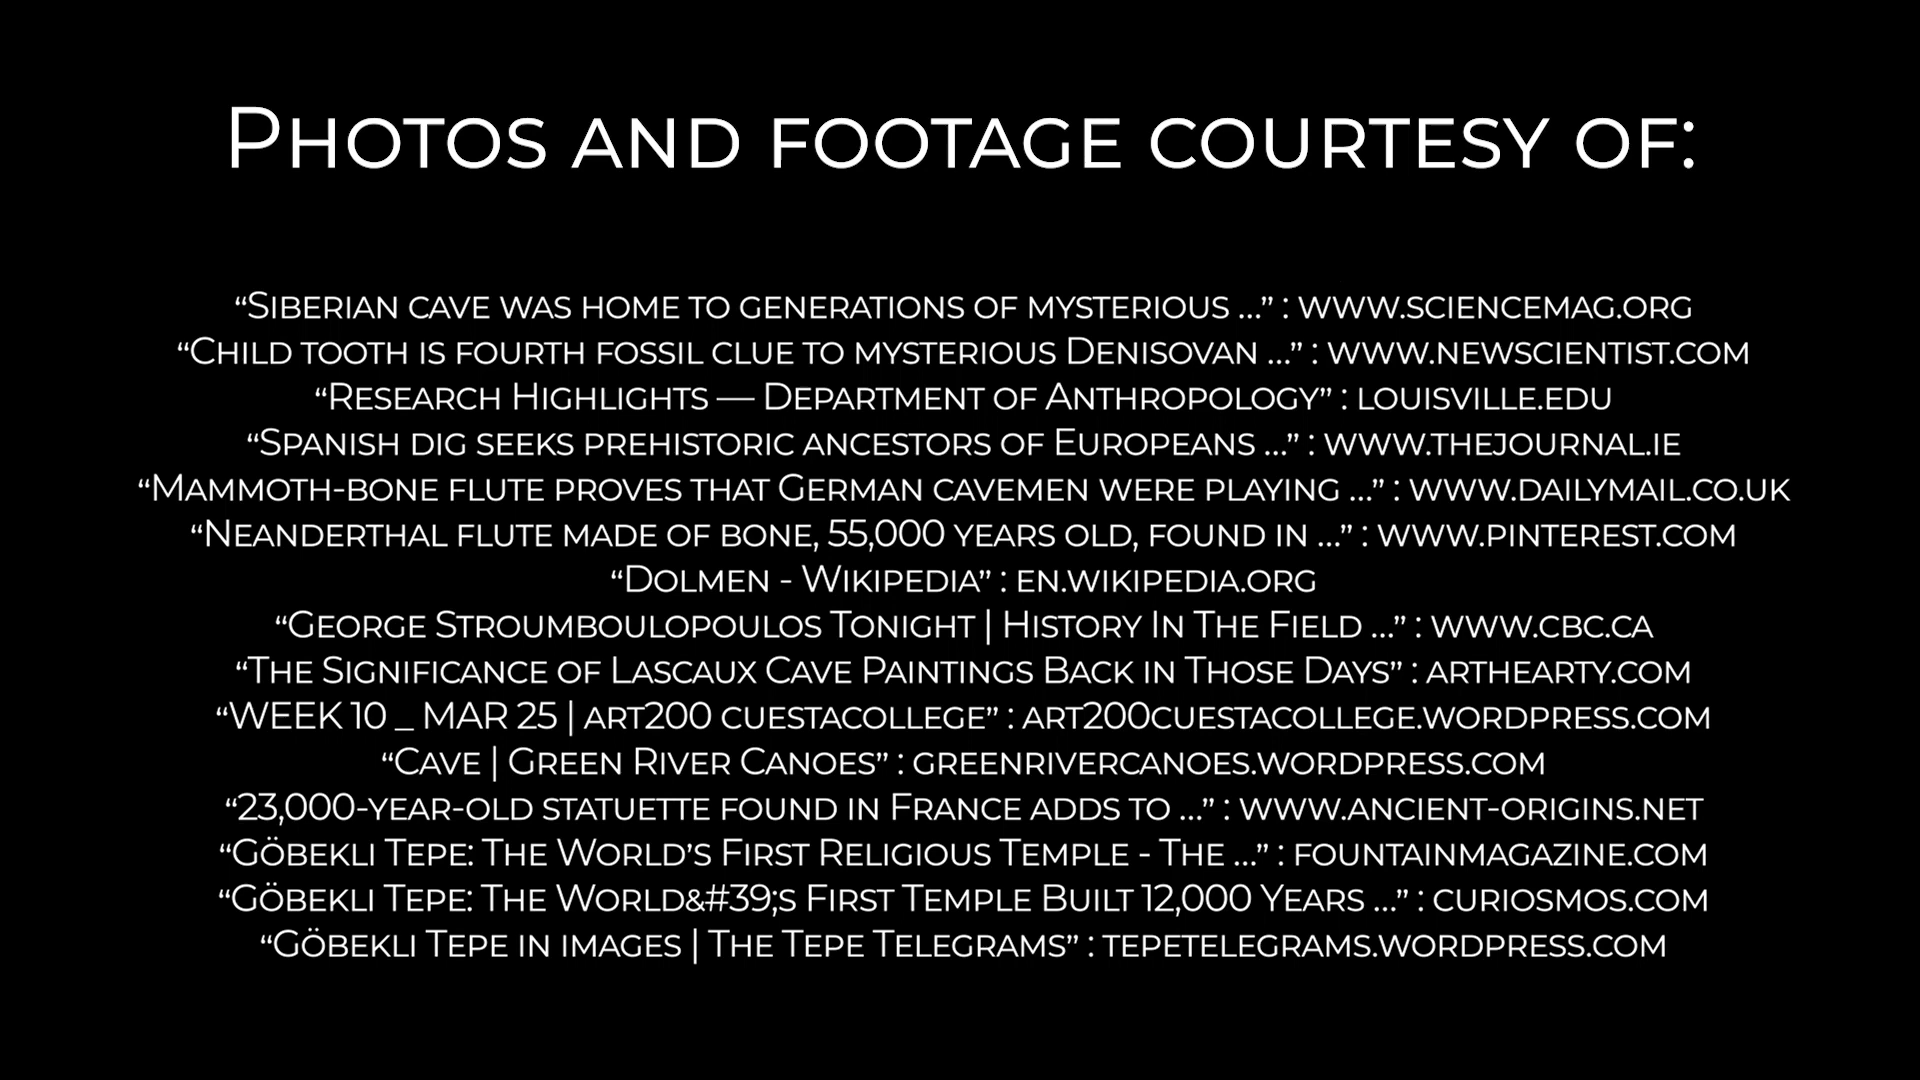 Photos and footage courtesy of:
“Siberian cave was home to generations of mysterious ...” : www.sciencemag.org
“Child tooth is fourth fossil clue to mysterious Denisovan ...” : www.newscientist.com
“Research Highlights — Department of Anthropology” : louisville.edu
“Spanish dig seeks prehistoric ancestors of Europeans ...” : www.thejournal.ie
“Mammoth-bone flute proves that German cavemen were playing ...” : www.dailymail.co.uk
“Neanderthal flute made of bone, 55,000 years old, found in ...” : www.pinterest.com
“Dolmen - Wikipedia” : en.wikipedia.org
“George Stroumboulopoulos Tonight | History In The Field ...” : www.cbc.ca
“The Significance of Lascaux Cave Paintings Back in Those Days” : arthearty.com
“WEEK 10 _ MAR 25 | art200 cuestacollege” : art200cuestacollege.wordpress.com
“Cave | Green River Canoes” : greenrivercanoes.wordpress.com
“23,000-year-old statuette found in France adds to ...” : www.ancient-origins.net
“Göbekli Tepe: The World’s First Religious Temple - The ...” : fountainmagazine.com
“Göbekli Tepe: The World&#39;s First Temple Built 12,000 Years ...” : curiosmos.com
“Göbekli Tepe in images | The Tepe Telegrams” : tepetelegrams.wordpress.com